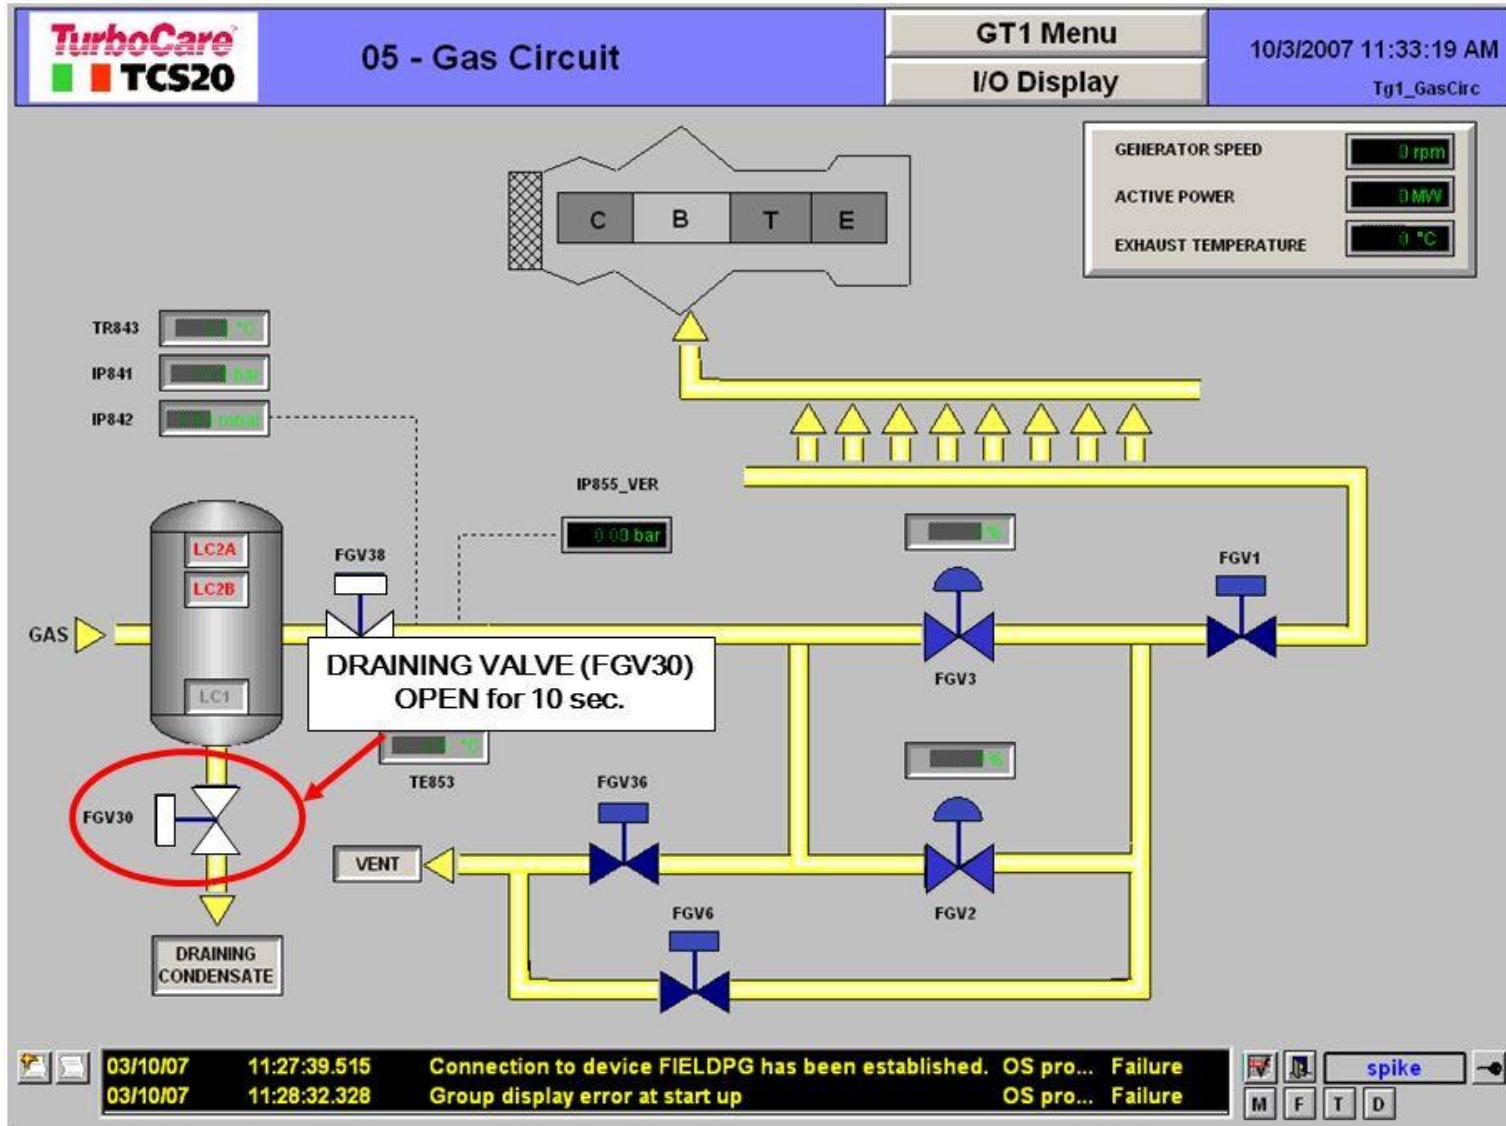 TurboCare
TCS20
05 - Gas Circuit
GT1 Menu
I/O Display
10/3/2007 11:33:19 AM
Tg1_GasCirc
GENERATOR SPEED
0 rpm
ACTIVE POWER
0 MW
EXHAUST TEMPERATURE
0 °C
C B T E
TR843
°C
IP841
bar
IP842
mbar
IP855_VER
0.00 bar
LC2A
LC2B
LC1
FGV38
GAS
DRAINING VALVE (FGV30)
OPEN for 10 sec.
%
FGV3
FGV1
°C
TE853
%
FGV36
FGV30
VENT
FGV2
FGV6
DRAINING
CONDENSATE
03/10/07 11:27:39.515 Connection to device FIELDPG has been established. OS pro... Failure
03/10/07 11:28:32.328 Group display error at start up OS pro... Failure
spike
M F T D